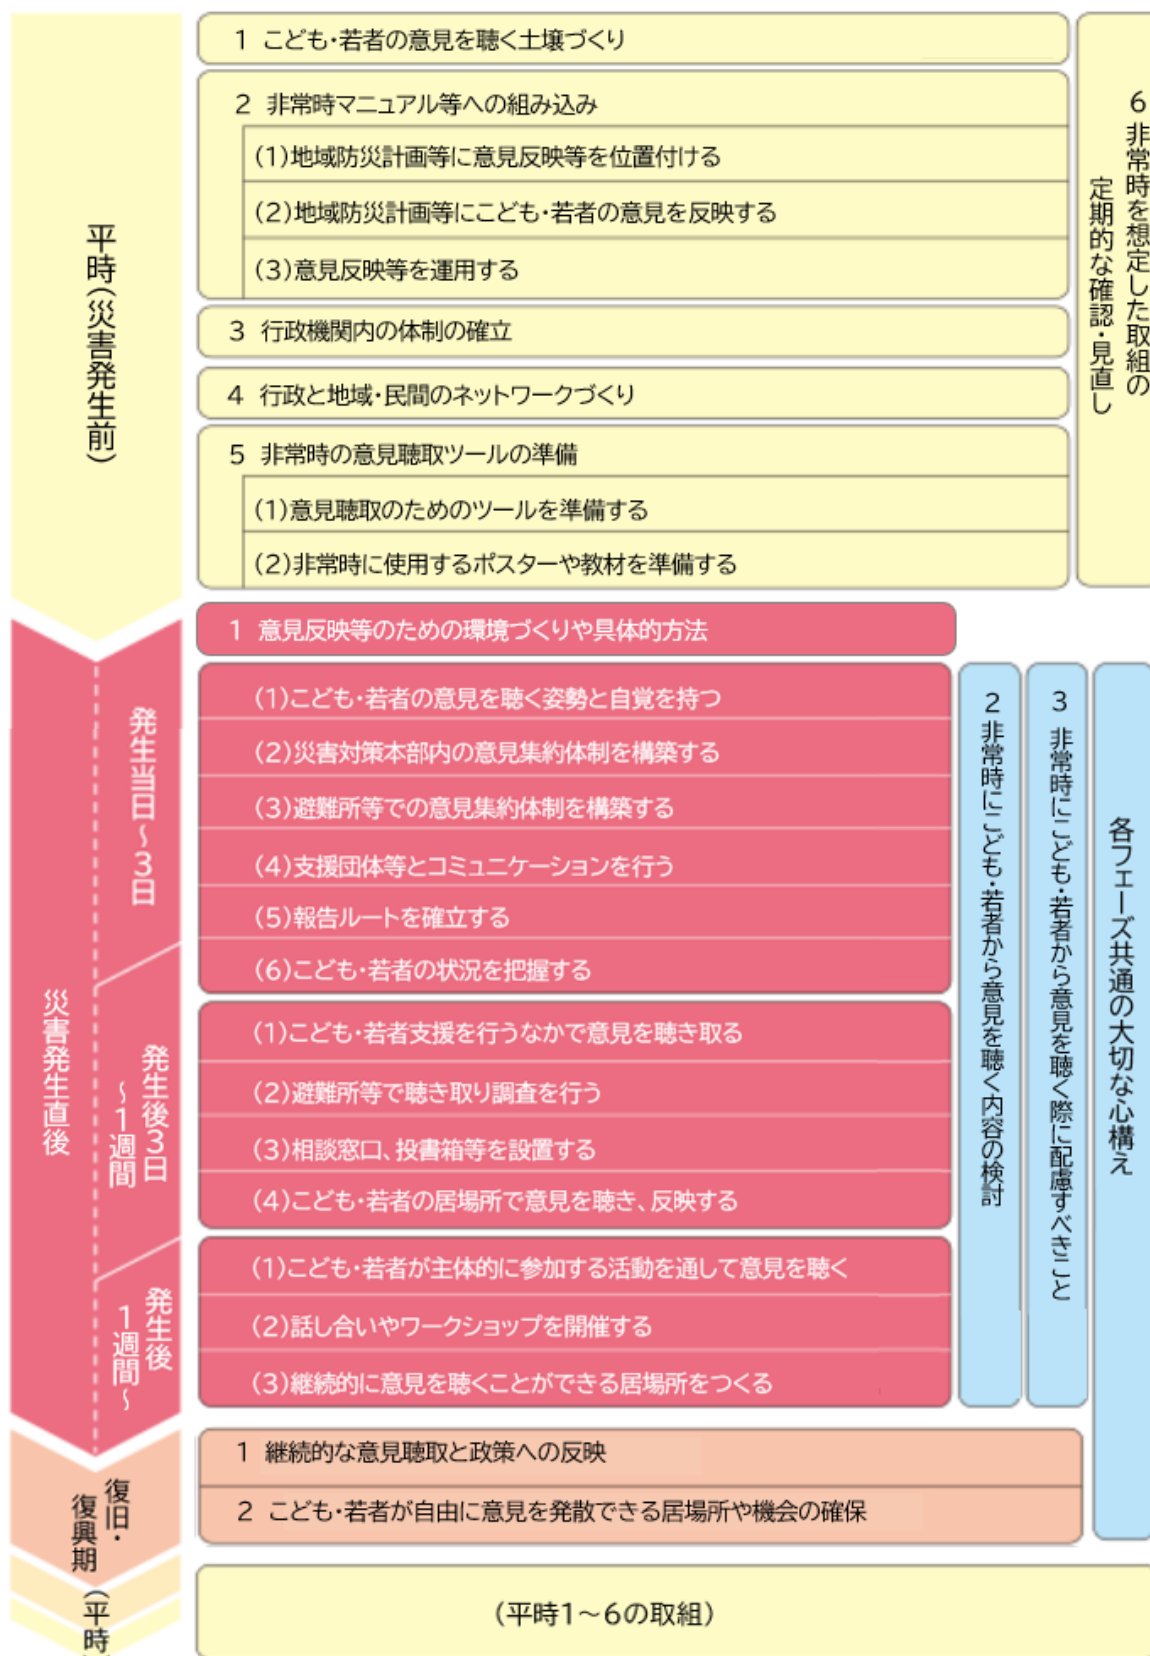 平時（災害発生前）
1 こども・若者の意見を聴く土壌づくり
2 非常時マニュアル等への組み込み
（1）地域防災計画等に意見反映等を位置付ける
（2）地域防災計画等にこども・若者の意見を反映する
（3）意見反映等を運用する
3 行政機関内の体制の確立
4 行政と地域・民間のネットワークづくり
5 非常時の意見聴取ツールの準備
（1）意見聴取のためのツールを準備する
（2）非常時に使用するポスターや教材を準備する
6 非常時を想定した取組の
定期的な確認・見直し
災害発生直後
1 意見反映等のための環境づくりや具体的方法
発生当日～3日
（1）こども・若者の意見を聴く姿勢と自覚を持つ
（2）災害対策本部内の意見集約体制を構築する
（3）避難所等での意見集約体制を構築する
（4）支援団体等とコミュニケーションを行う
（5）報告ルートを確立する
（6）こども・若者の状況を把握する
発生後3日
～1週間
（1）こども・若者支援を行うなかで意見を聴き取る
（2）避難所等で聴き取り調査を行う
（3）相談窓口、投書箱等を設置する
（4）こども・若者の居場所で意見を聴き、反映する
発生後
1週間～
（1）こども・若者が主体的に参加する活動を通して意見を聴く
（2）話し合いやワークショップを開催する
（3）継続的に意見を聴くことができる居場所をつくる
2 非常時にこども・若者から意見を聴く内容の検討
3 非常時にこども・若者から意見を聴く際に配慮すべきこと
各フェーズ共通の大切な心構え
復旧・
復興期
1 継続的な意見聴取と政策への反映
2 こども・若者が自由に意見を発散できる居場所や機会の確保
（平時
（平時1～6の取組）